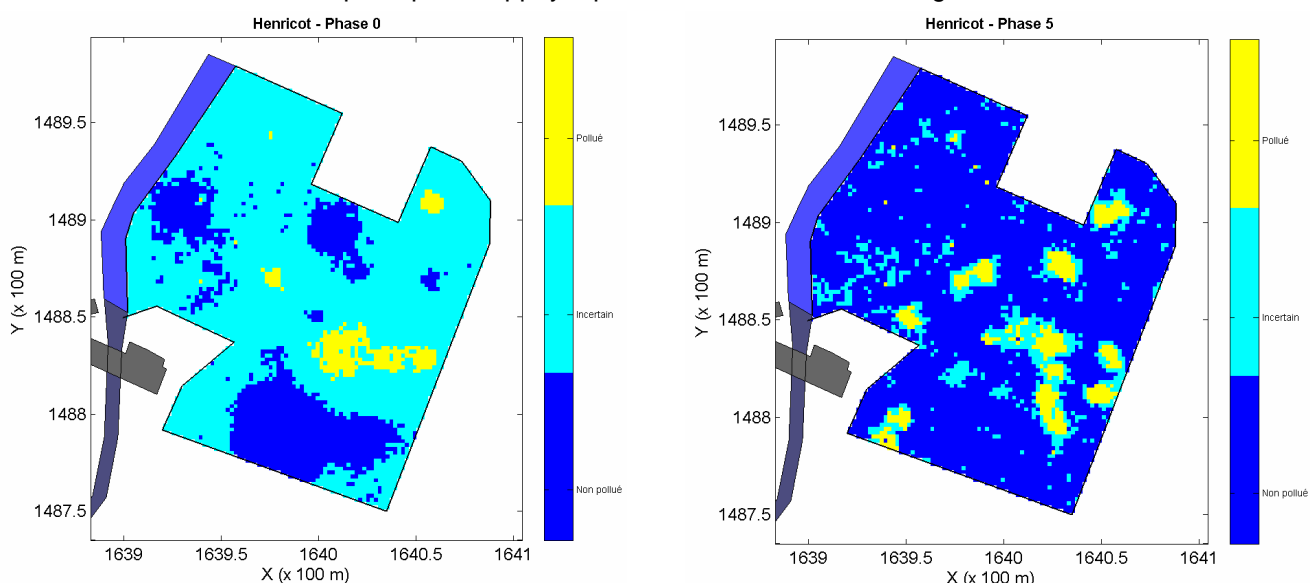 Henricot - Phase 0
1489.5
1489
1488.5
1488
1487.5
Y (x 100 m)
1639
1639.5
1640
1640.5
1641
X (x 100 m)
Pollué
Incertain
Non pollué
Henricot - Phase 5
1489.5
1489
1488.5
1488
1487.5
Y (x 100 m)
1639
1639.5
1640
1640.5
1641
X (x 100 m)
Pollué
Incertain
Non pollué